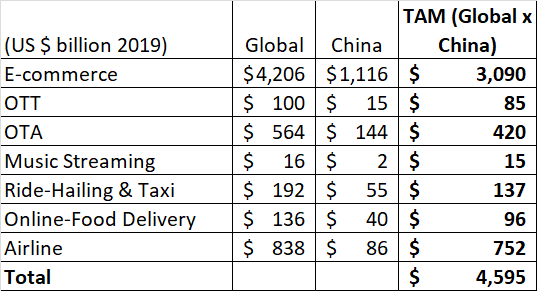 TAM (Global x
(US $ billion 2019) Global China China)
E-commerce $4,206 $1,116 $ 3,090
OTT $ 100 $ 15 $ 85
OTA $ 564 $ 144 $ 420
Music Streaming $ 16 $ 2 $ 15
Ride-Hailing & Taxi $ 192 $ 55 $ 137
Online-Food Delivery $ 136 $ 40 $ 96
Airline $ 838 $ 86 $ 752
Total $ 4,595